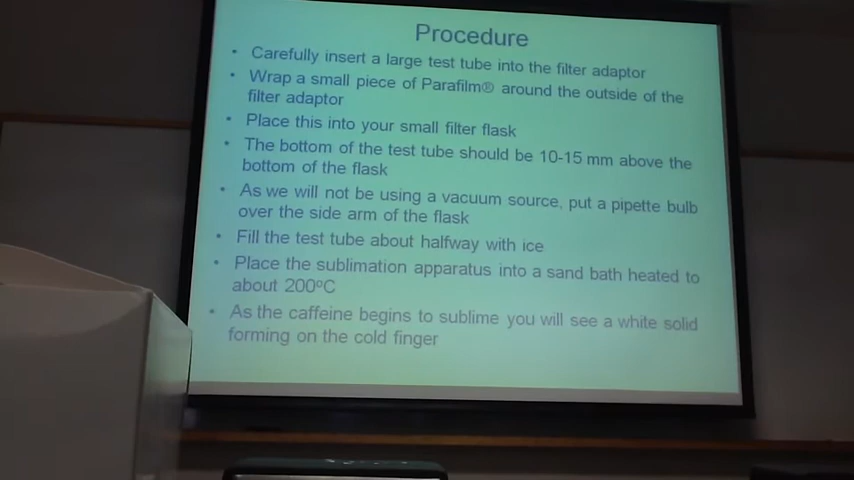 Procedure
• Carefully insert a large test tube into the filter adaptor
• Wrap a small piece of Parafilm® around the outside of the
filter adaptor
• Place this into your small filter flask
• The bottom of the test tube should be 10-15 mm above the
bottom of the flask
• As we will not be using a vacuum source, put a pipette bulb
over the side arm of the flask
• Fill the test tube about halfway with ice
• Place the sublimation apparatus into a sand bath heated to
about 200ºC
• As the caffeine begins to sublime you will see a white solid
forming on the cold finger